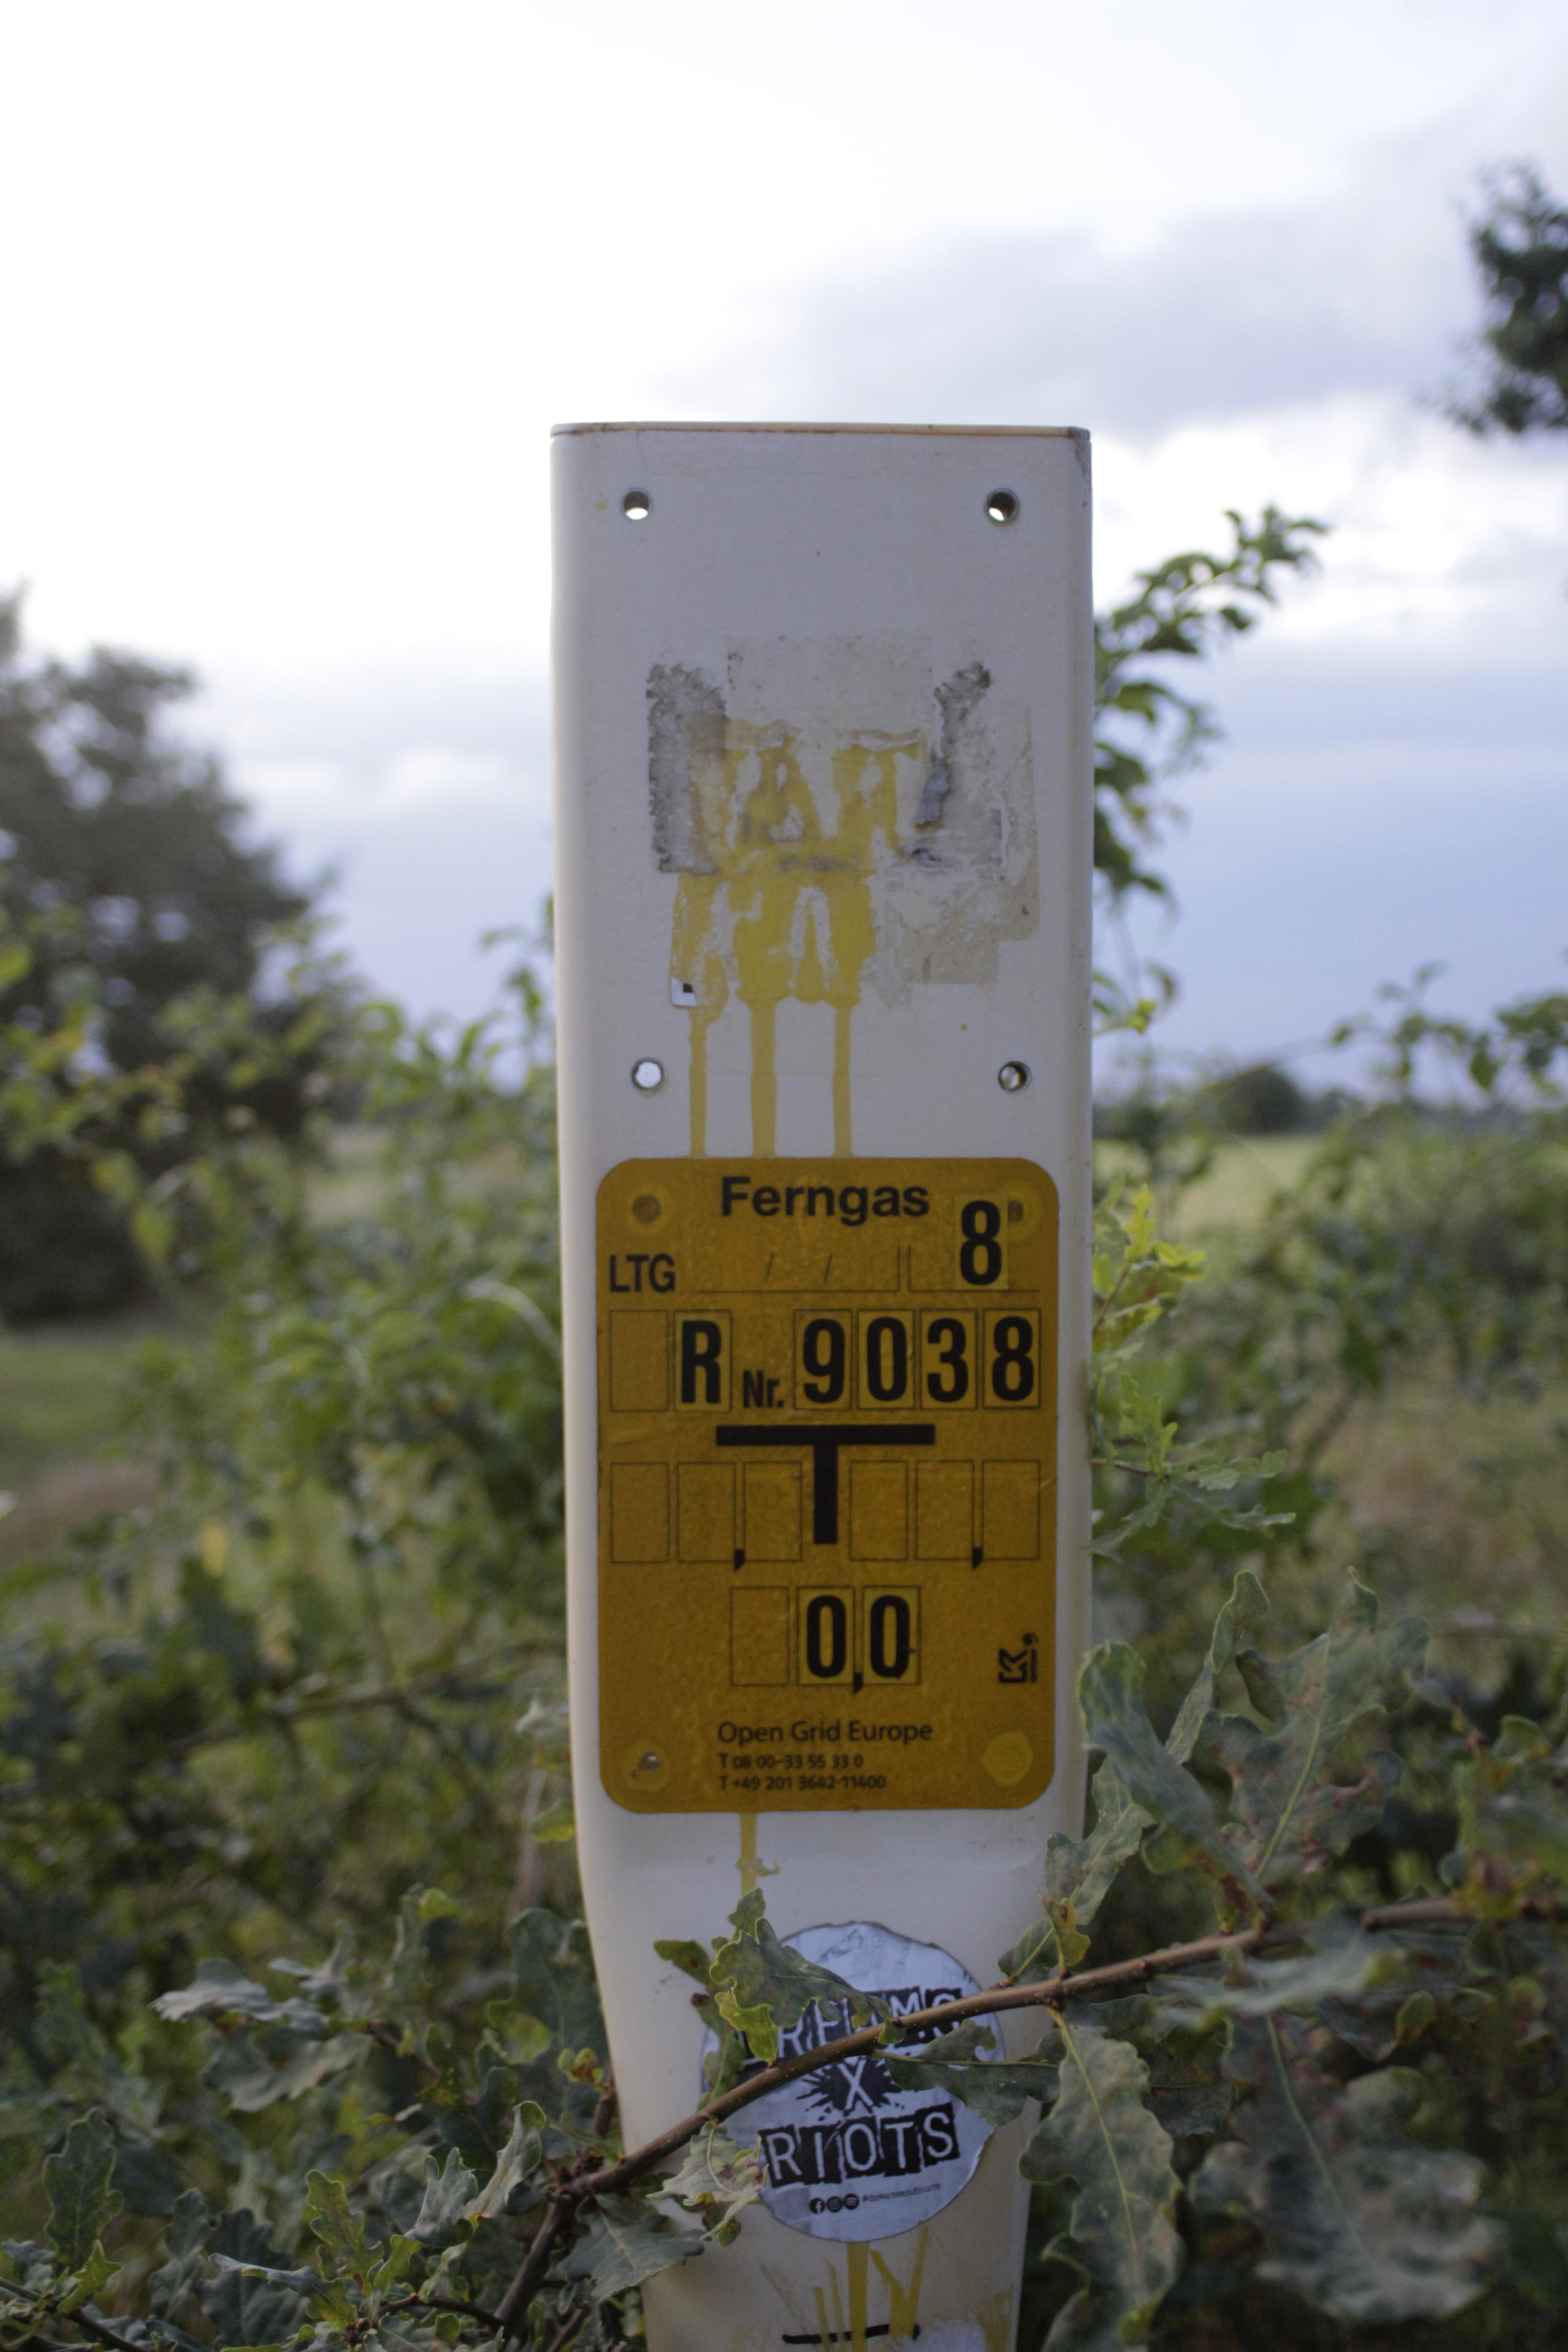 Ferngas
LTG / / 8
R Nr. 9038
T
0,0
Open Grid Europe
T 08 00-33 55 33 0
T +49 201 3642-11400
X
RIOTS